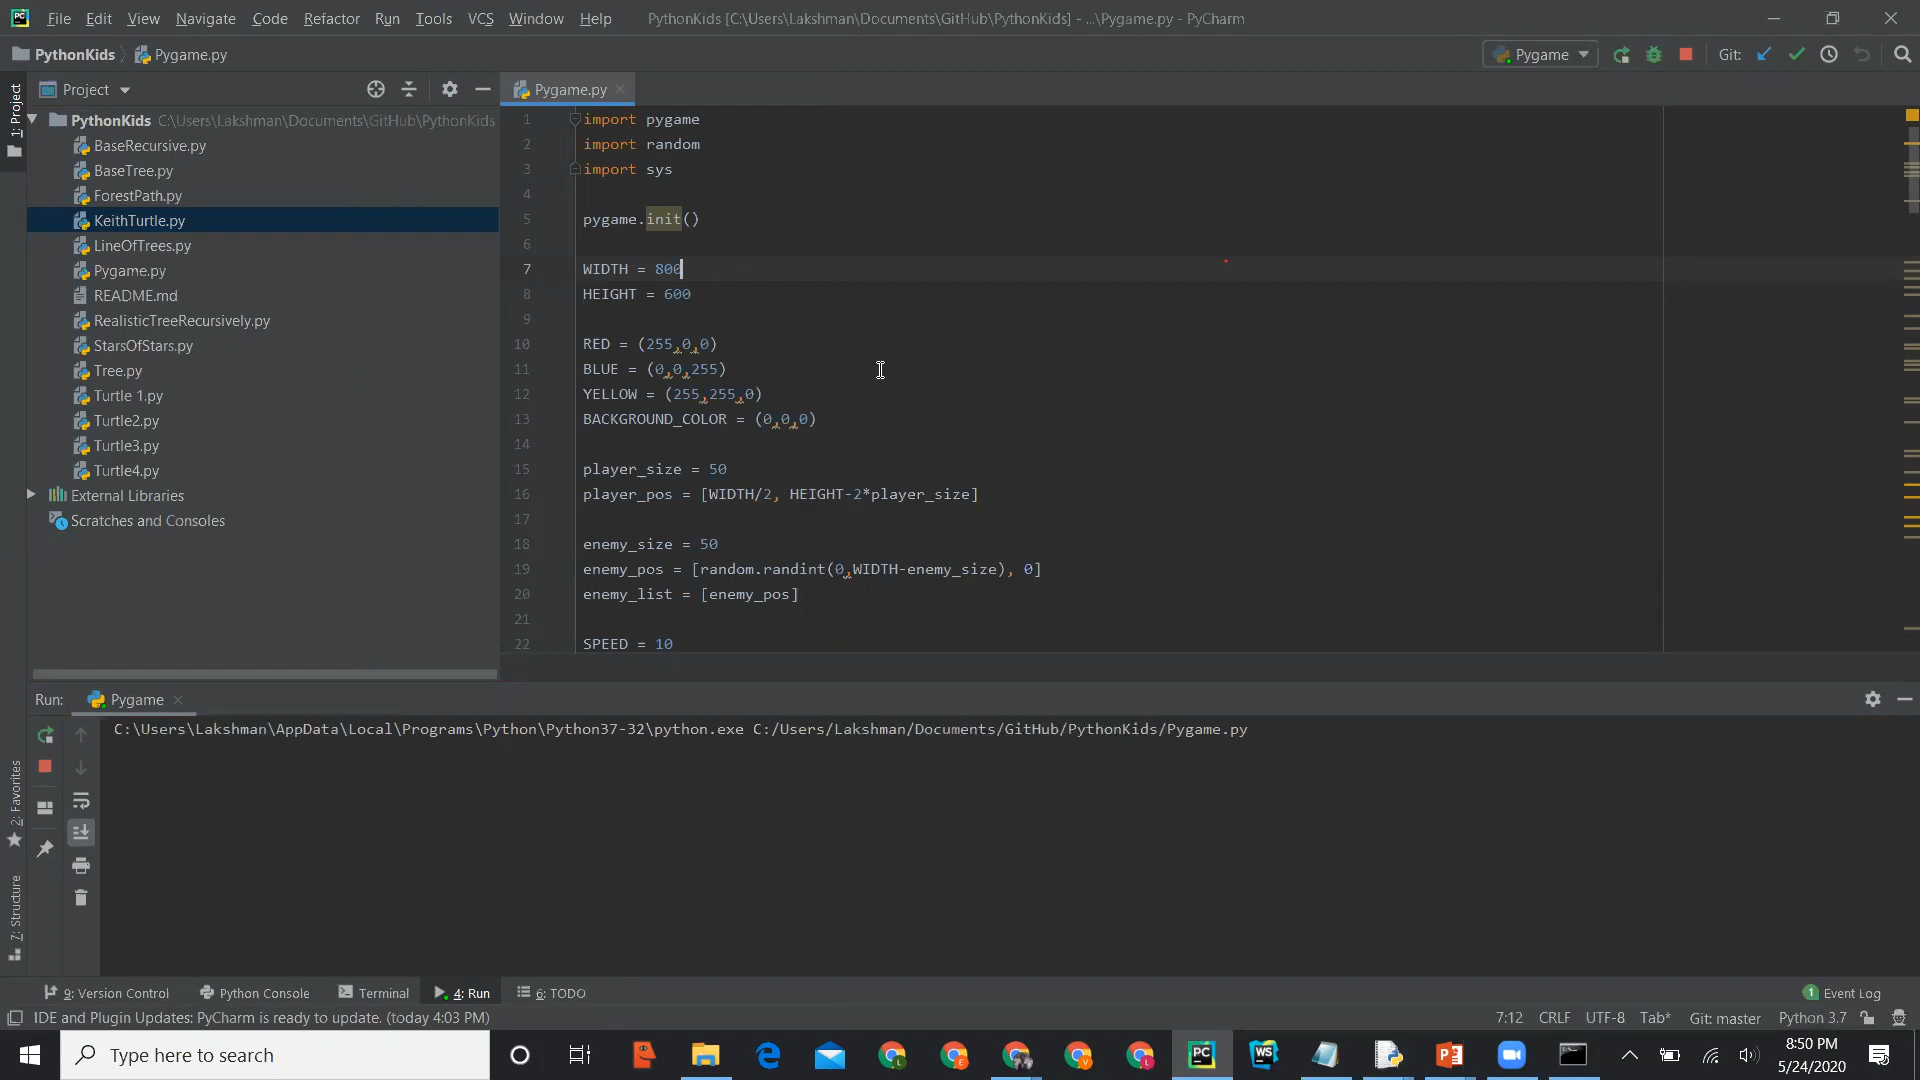 File Edit View Navigate Code Refactor Run Tools VCS Window Help PythonKids [C:\Users\Lakshman\Documents\GitHub\PythonKids] - ...\Pygame.py - PyCharm
PythonKids Pygame.py Pygame Git:
Project Pygame.py
1: Project
PythonKids C:\Users\Lakshman\Documents\GitHub\PythonKids
BaseRecursive.py
BaseTree.py
ForestPath.py
KeithTurtle.py
LineOfTrees.py
Pygame.py
README.md
RealisticTreeRecursively.py
StarsOfStars.py
Tree.py
Turtle 1.py
Turtle2.py
Turtle3.py
Turtle4.py
External Libraries
Scratches and Consoles
1 import pygame
2 import random
3 import sys
4
5 pygame.init()
6
7 WIDTH = 800
8 HEIGHT = 600
9
10 RED = (255,0,0)
11 BLUE = (0,0,255)
12 YELLOW = (255,255,0)
13 BACKGROUND_COLOR = (0,0,0)
14
15 player_size = 50
16 player_pos = [WIDTH/2, HEIGHT-2*player_size]
17
18 enemy_size = 50
19 enemy_pos = [random.randint(0,WIDTH-enemy_size), 0]
20 enemy_list = [enemy_pos]
21
22 SPEED = 10
Run: Pygame
C:\Users\Lakshman\AppData\Local\Programs\Python\Python37-32\python.exe C:/Users/Lakshman/Documents/GitHub/PythonKids/Pygame.py
2: Favorites
7: Structure
9: Version Control Python Console Terminal 4: Run 6: TODO 1 Event Log
IDE and Plugin Updates: PyCharm is ready to update. (today 4:03 PM) 7:12 CRLF UTF-8 Tab* Git: master Python 3.7
Type here to search
PC
WS
8:50 PM
5/24/2020